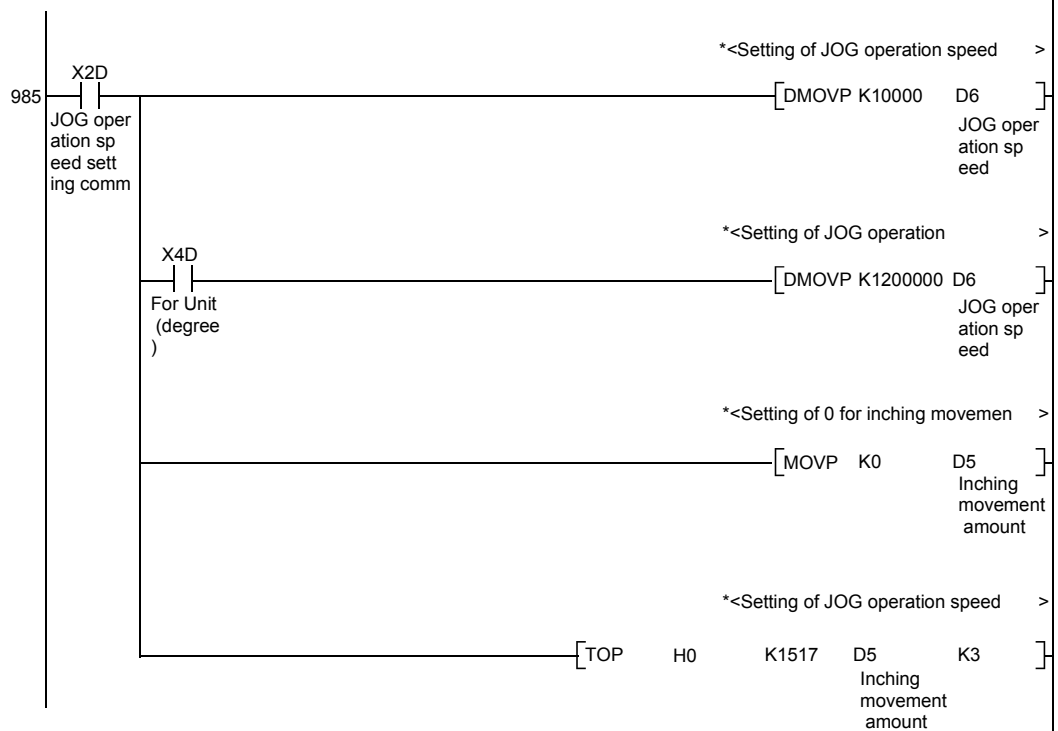 *<Setting of JOG operation speed >
X2D
985
DMOVP K10000 D6
JOG oper
ation sp
eed sett
ing comm
JOG oper
ation sp
eed
*<Setting of JOG operation >
X4D
DMOVP K1200000 D6
For Unit
(degree
)
JOG oper
ation sp
eed
*<Setting of 0 for inching movemen >
MOVP K0 D5
Inching
movement
amount
*<Setting of JOG operation speed >
TOP H0 K1517 D5 K3
Inching
movement
amount